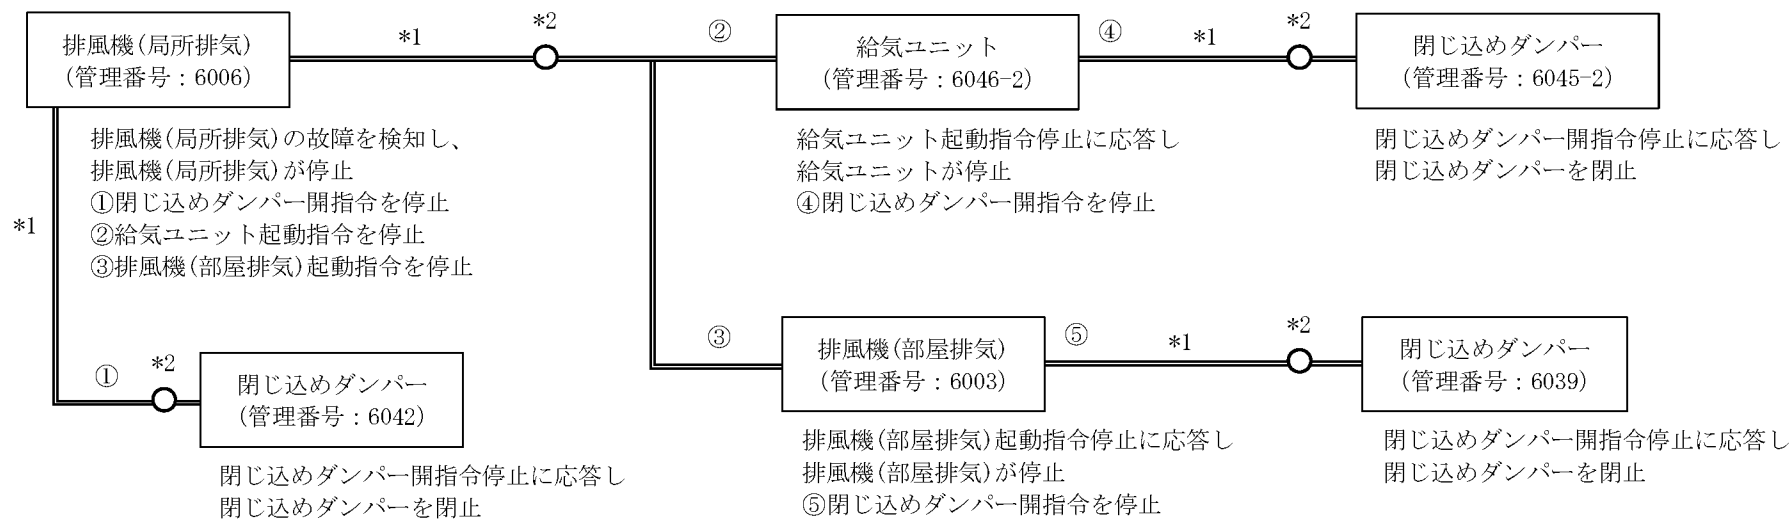 排風機(局所排気)
(管理番号：6006)
*1
*2
②
給気ユニット
(管理番号：6046-2)
④
*1
*2
閉じ込めダンパー
(管理番号：6045-2)
排風機(局所排気)の故障を検知し、
排風機(局所排気)が停止
①閉じ込めダンパー開指令を停止
②給気ユニット起動指令を停止
③排風機(部屋排気)起動指令を停止
給気ユニット起動指令停止に応答し
給気ユニットが停止
④閉じ込めダンパー開指令を停止
閉じ込めダンパー開指令停止に応答し
閉じ込めダンパーを閉止
*1
①
*2
閉じ込めダンパー
(管理番号：6042)
閉じ込めダンパー開指令停止に応答し
閉じ込めダンパーを閉止
③
排風機(部屋排気)
(管理番号：6003)
⑤
*1
*2
閉じ込めダンパー
(管理番号：6039)
排風機(部屋排気)起動指令停止に応答し
排風機(部屋排気)が停止
⑤閉じ込めダンパー開指令を停止
閉じ込めダンパー開指令停止に応答し
閉じ込めダンパーを閉止